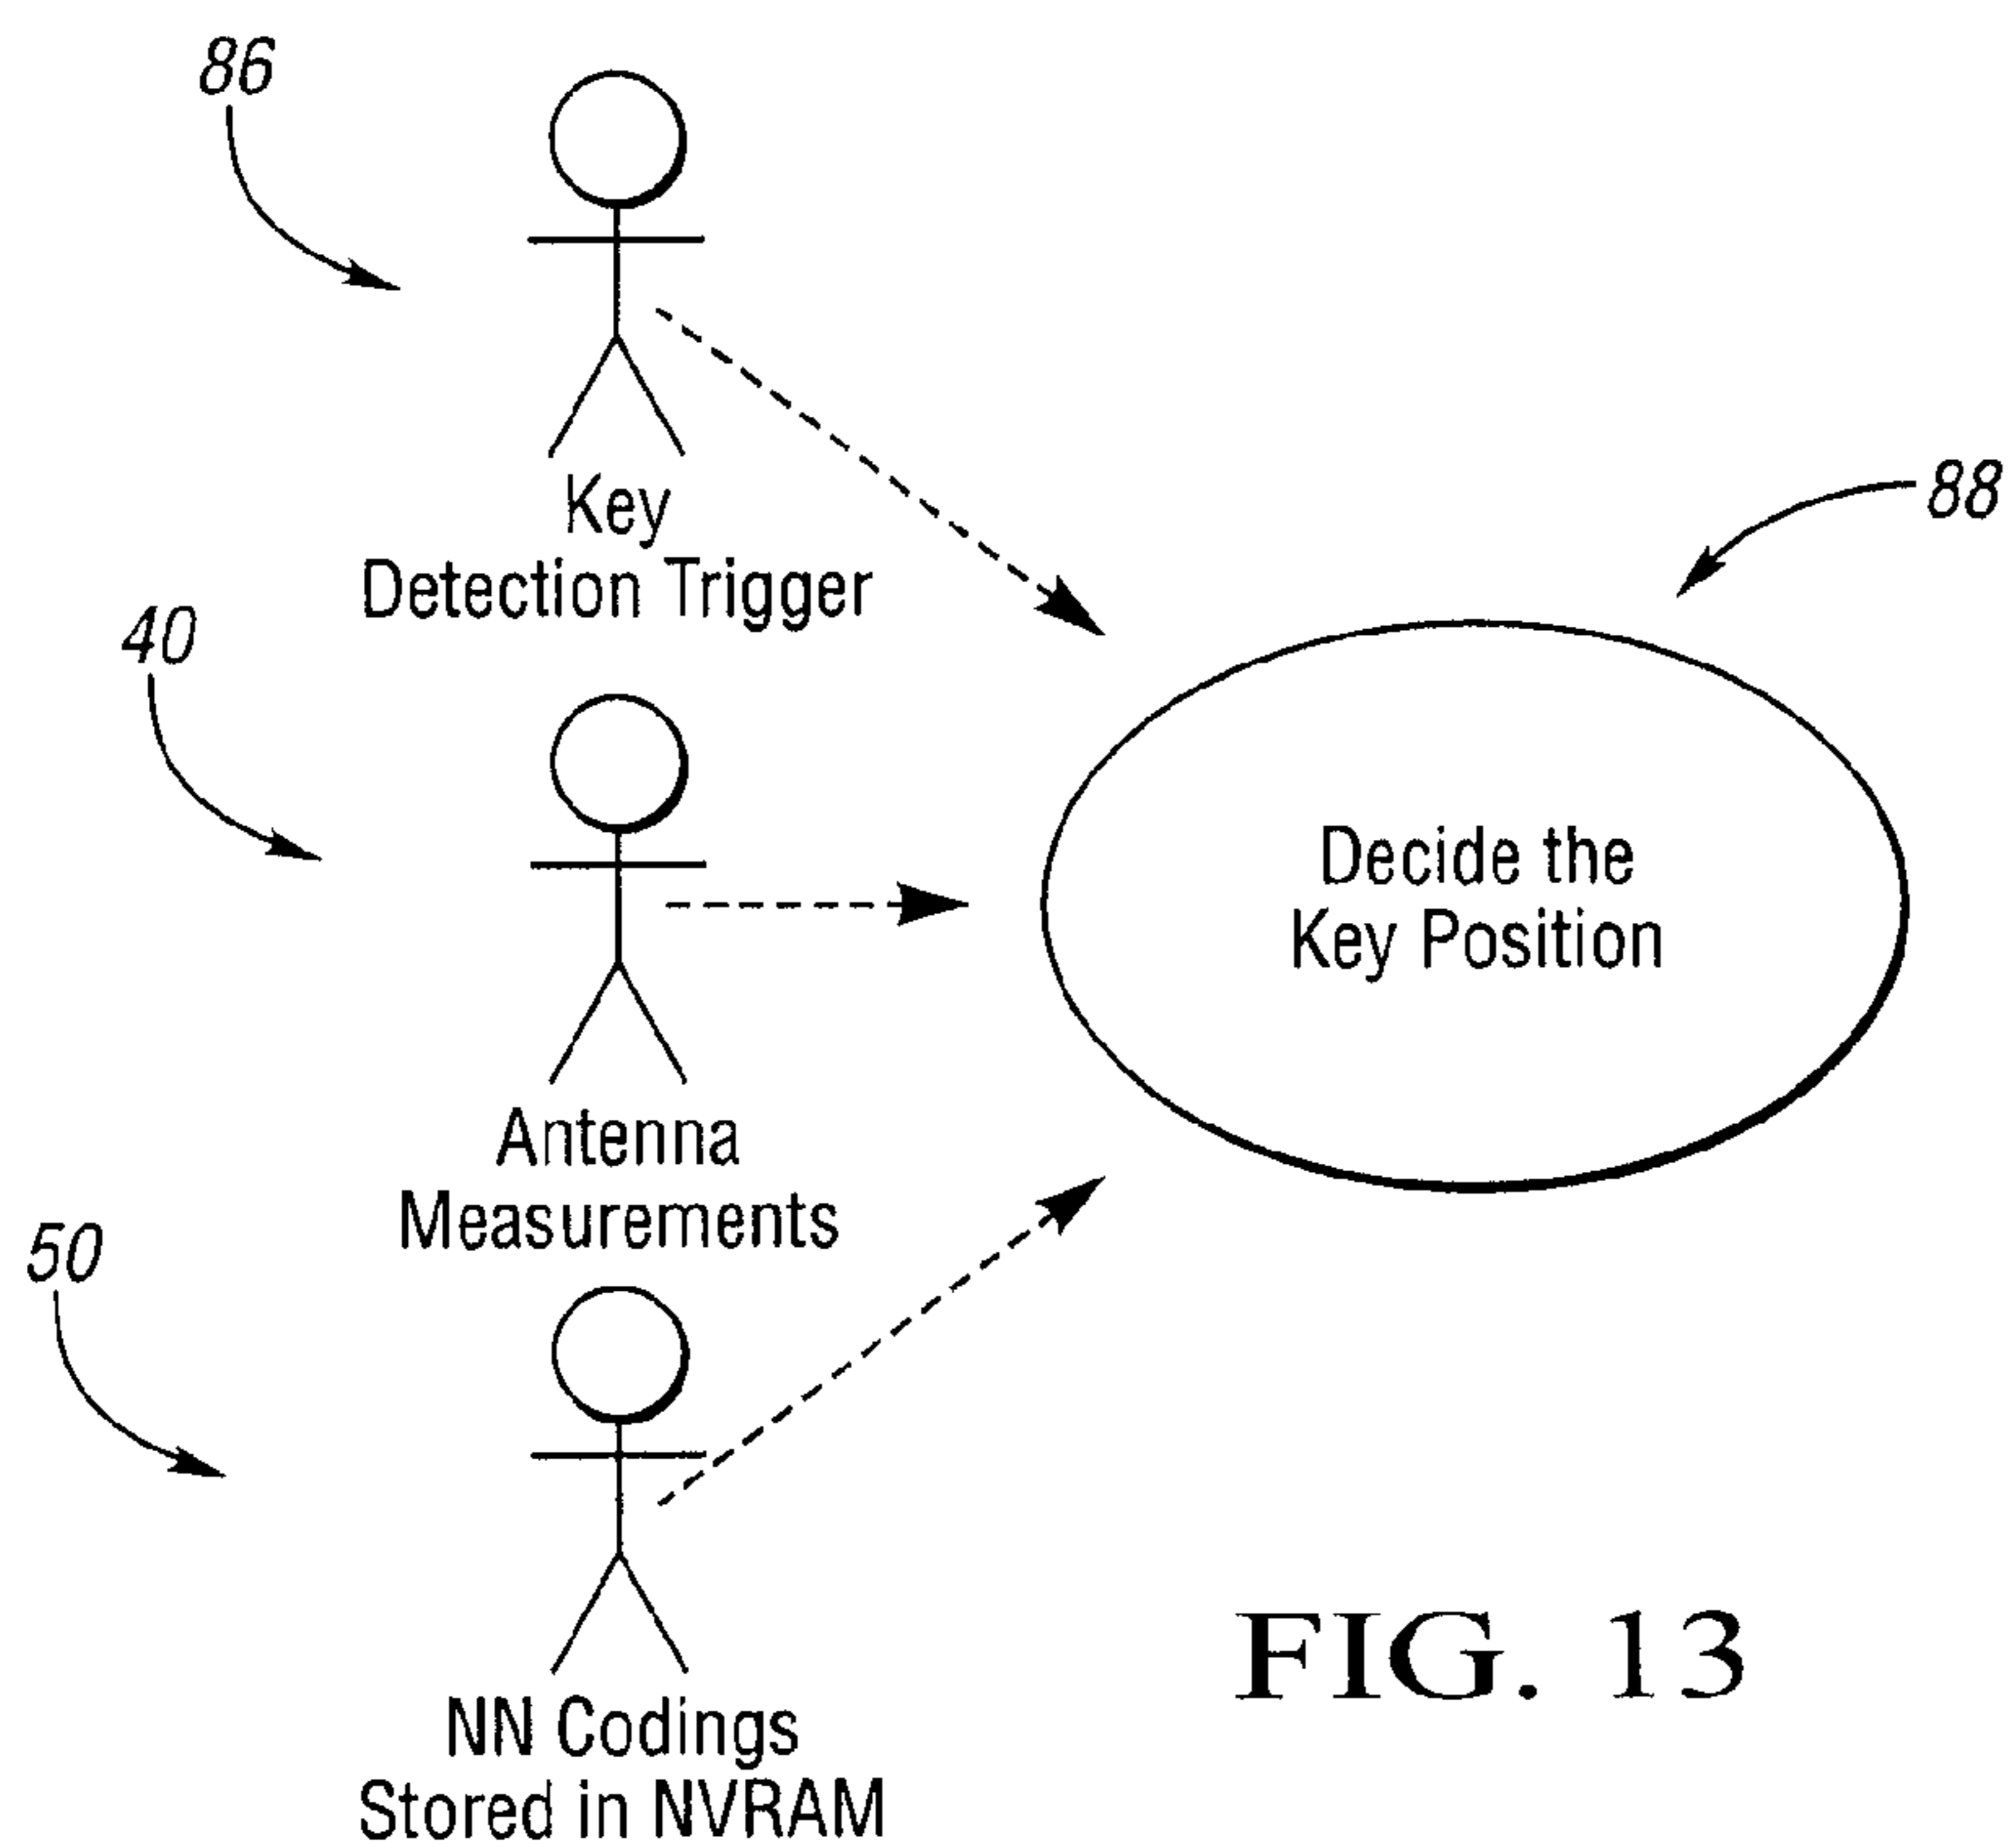 86
Key
Detection Trigger
88
40
Antenna
Measurements
Decide the
Key Position
50
NN Codings
Stored in NVRAM
FIG. 13